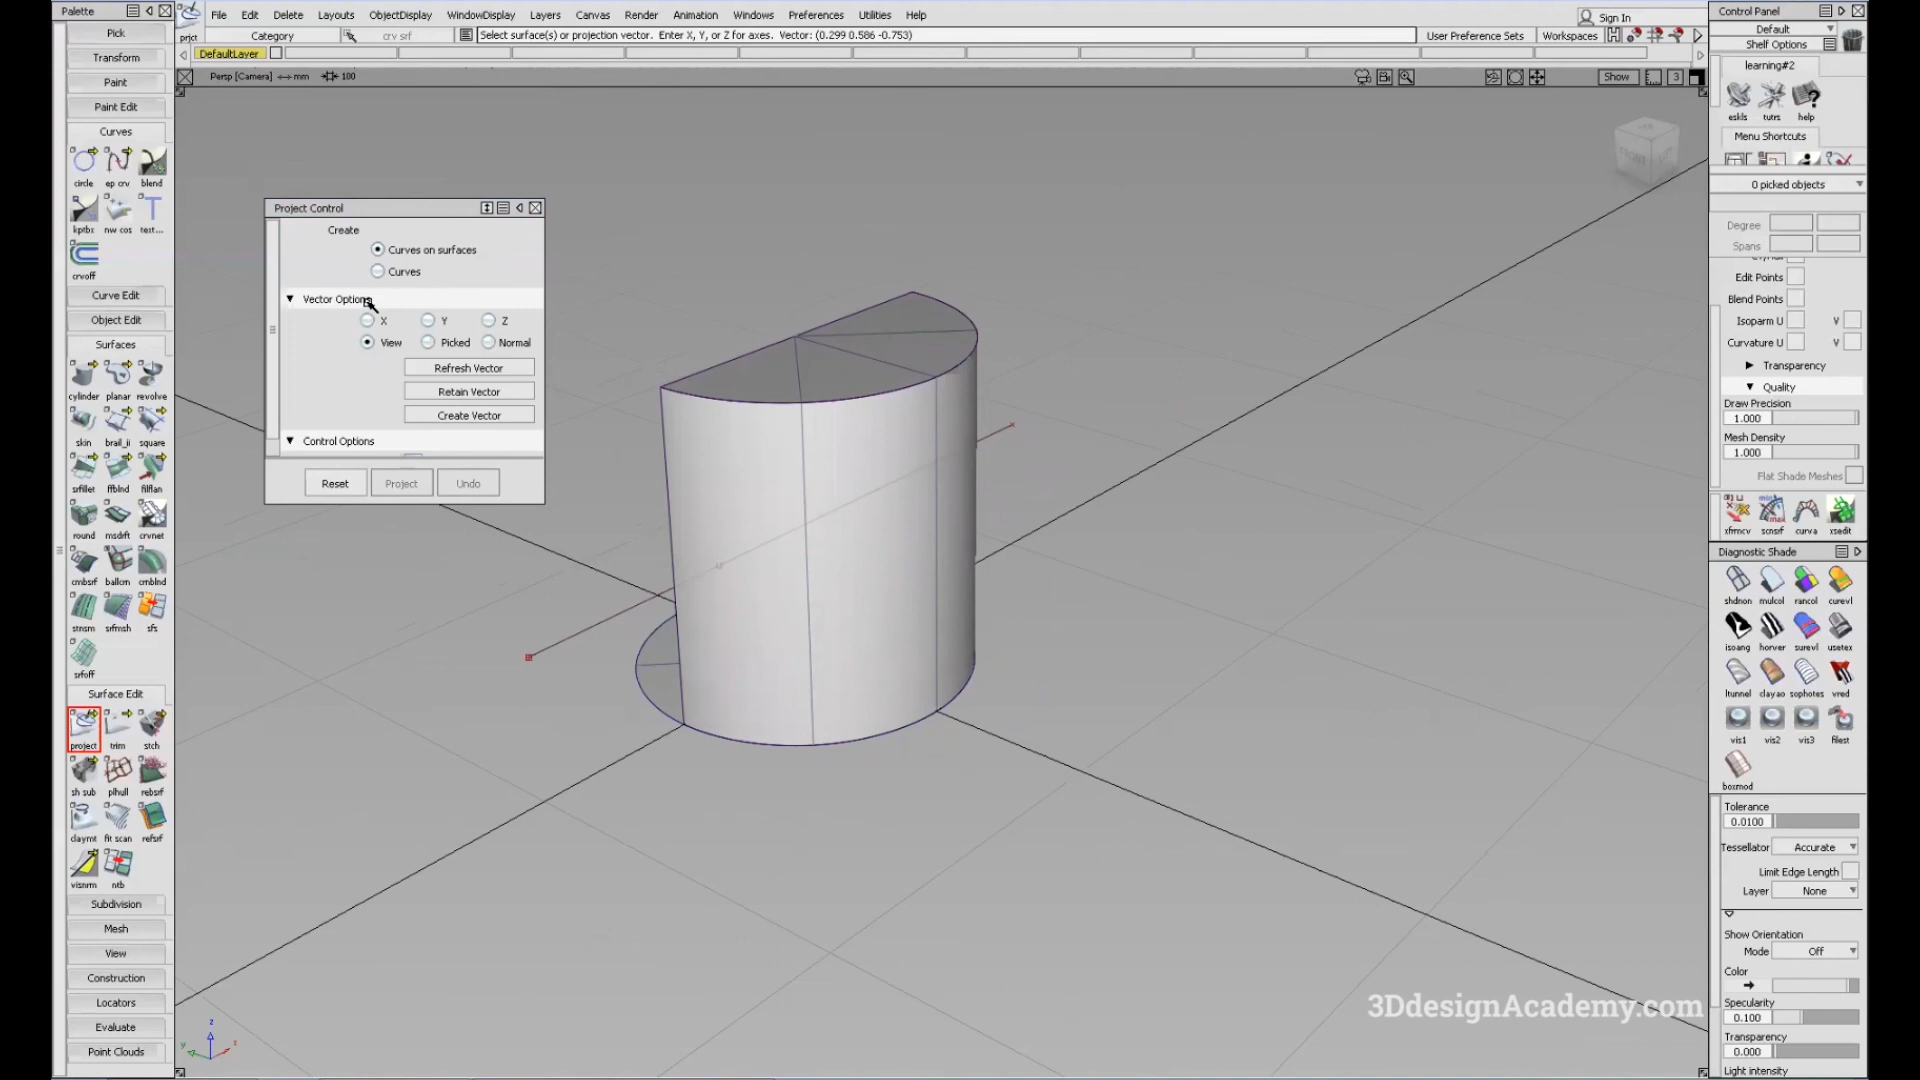 Palette
Pick
Transform
Paint
Paint Edit
Curves
circle
ep crv
blend
kptbx
nw cos
text...
crvoff
Curve Edit
Object Edit
Surfaces
cylinder
planar
revolve
skin
brail_ii
square
srfillet
ffblnd
filflan
round
msdrft
crvnet
cmbsrf
ballcrn
cmblnd
stnsrn
srfmsh
sfs
srfoff
Surface Edit
project
trim
stch
sh sub
plhull
rebsrf
claymt
fit scan
refsrf
visnrm
ntb
Subdivision
Mesh
View
Construction
Locators
Evaluate
Point Clouds
File Edit Delete Layouts ObjectDisplay WindowDisplay Layers Canvas Render Animation Windows Preferences Utilities Help
Sign In
prjct
Category
crv srf
Select surface(s) or projection vector. Enter X, Y, or Z for axes. Vector: (0.299 0.586 -0.753)
User Preference Sets
Workspaces
DefaultLayer
Persp [Camera] <-> mm
100
Show
3
Project Control
Create
Curves on surfaces
Curves
Vector Options
X
Y
Z
View
Picked
Normal
Refresh Vector
Retain Vector
Create Vector
Control Options
Reset
Project
Undo
U
z
y
x
3DdesignAcademy.com
Control Panel
Default
Shelf Options
learning#2
eskls
tutrs
help
Menu Shortcuts
0 picked objects
Degree
Spans
Edit Points
Blend Points
Isoparm U
V
Curvature U
V
Transparency
Quality
Draw Precision
1.000
Mesh Density
1.000
Flat Shade Meshes
xfrmcv
scnsrf
curva
xsedit
Diagnostic Shade
shdnon
mulcol
rancol
curevl
isoang
horver
surevl
usetex
ltunnel
clayao
sophotes
vred
vis1
vis2
vis3
filest
boxmod
Tolerance
0.0100
Tessellator
Accurate
Limit Edge Length
Layer
None
Show Orientation
Mode
Off
Color
Specularity
0.100
Transparency
0.000
Light intensity